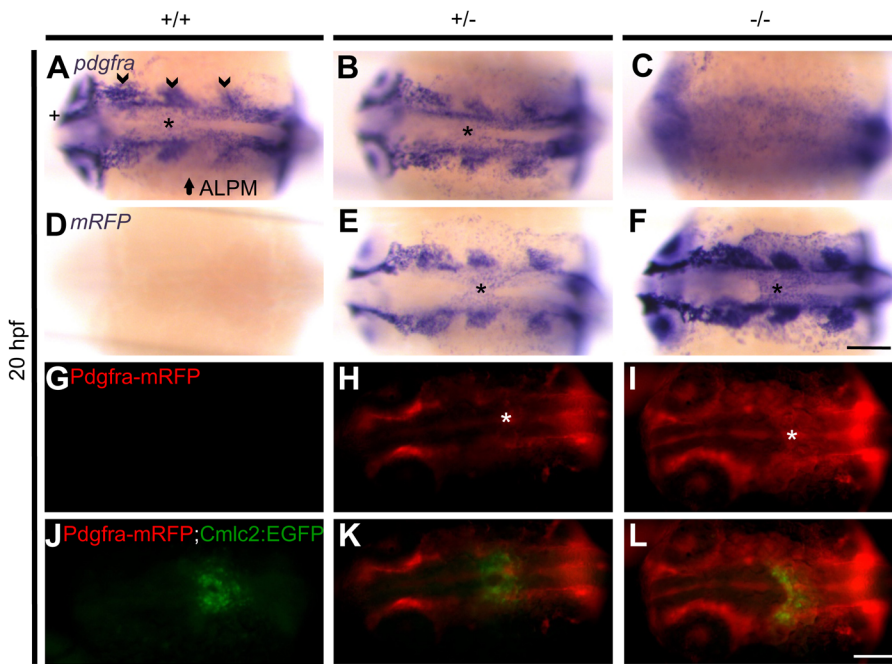 +/+ +/- -/-
20 hpf
A pdgfra B C
*
+ * *
ALPM
D mRFP E F
* *
G Pdgfra-mRFP H I
* *
J Pdgfra-mRFP;Cmlc2:EGFP K L